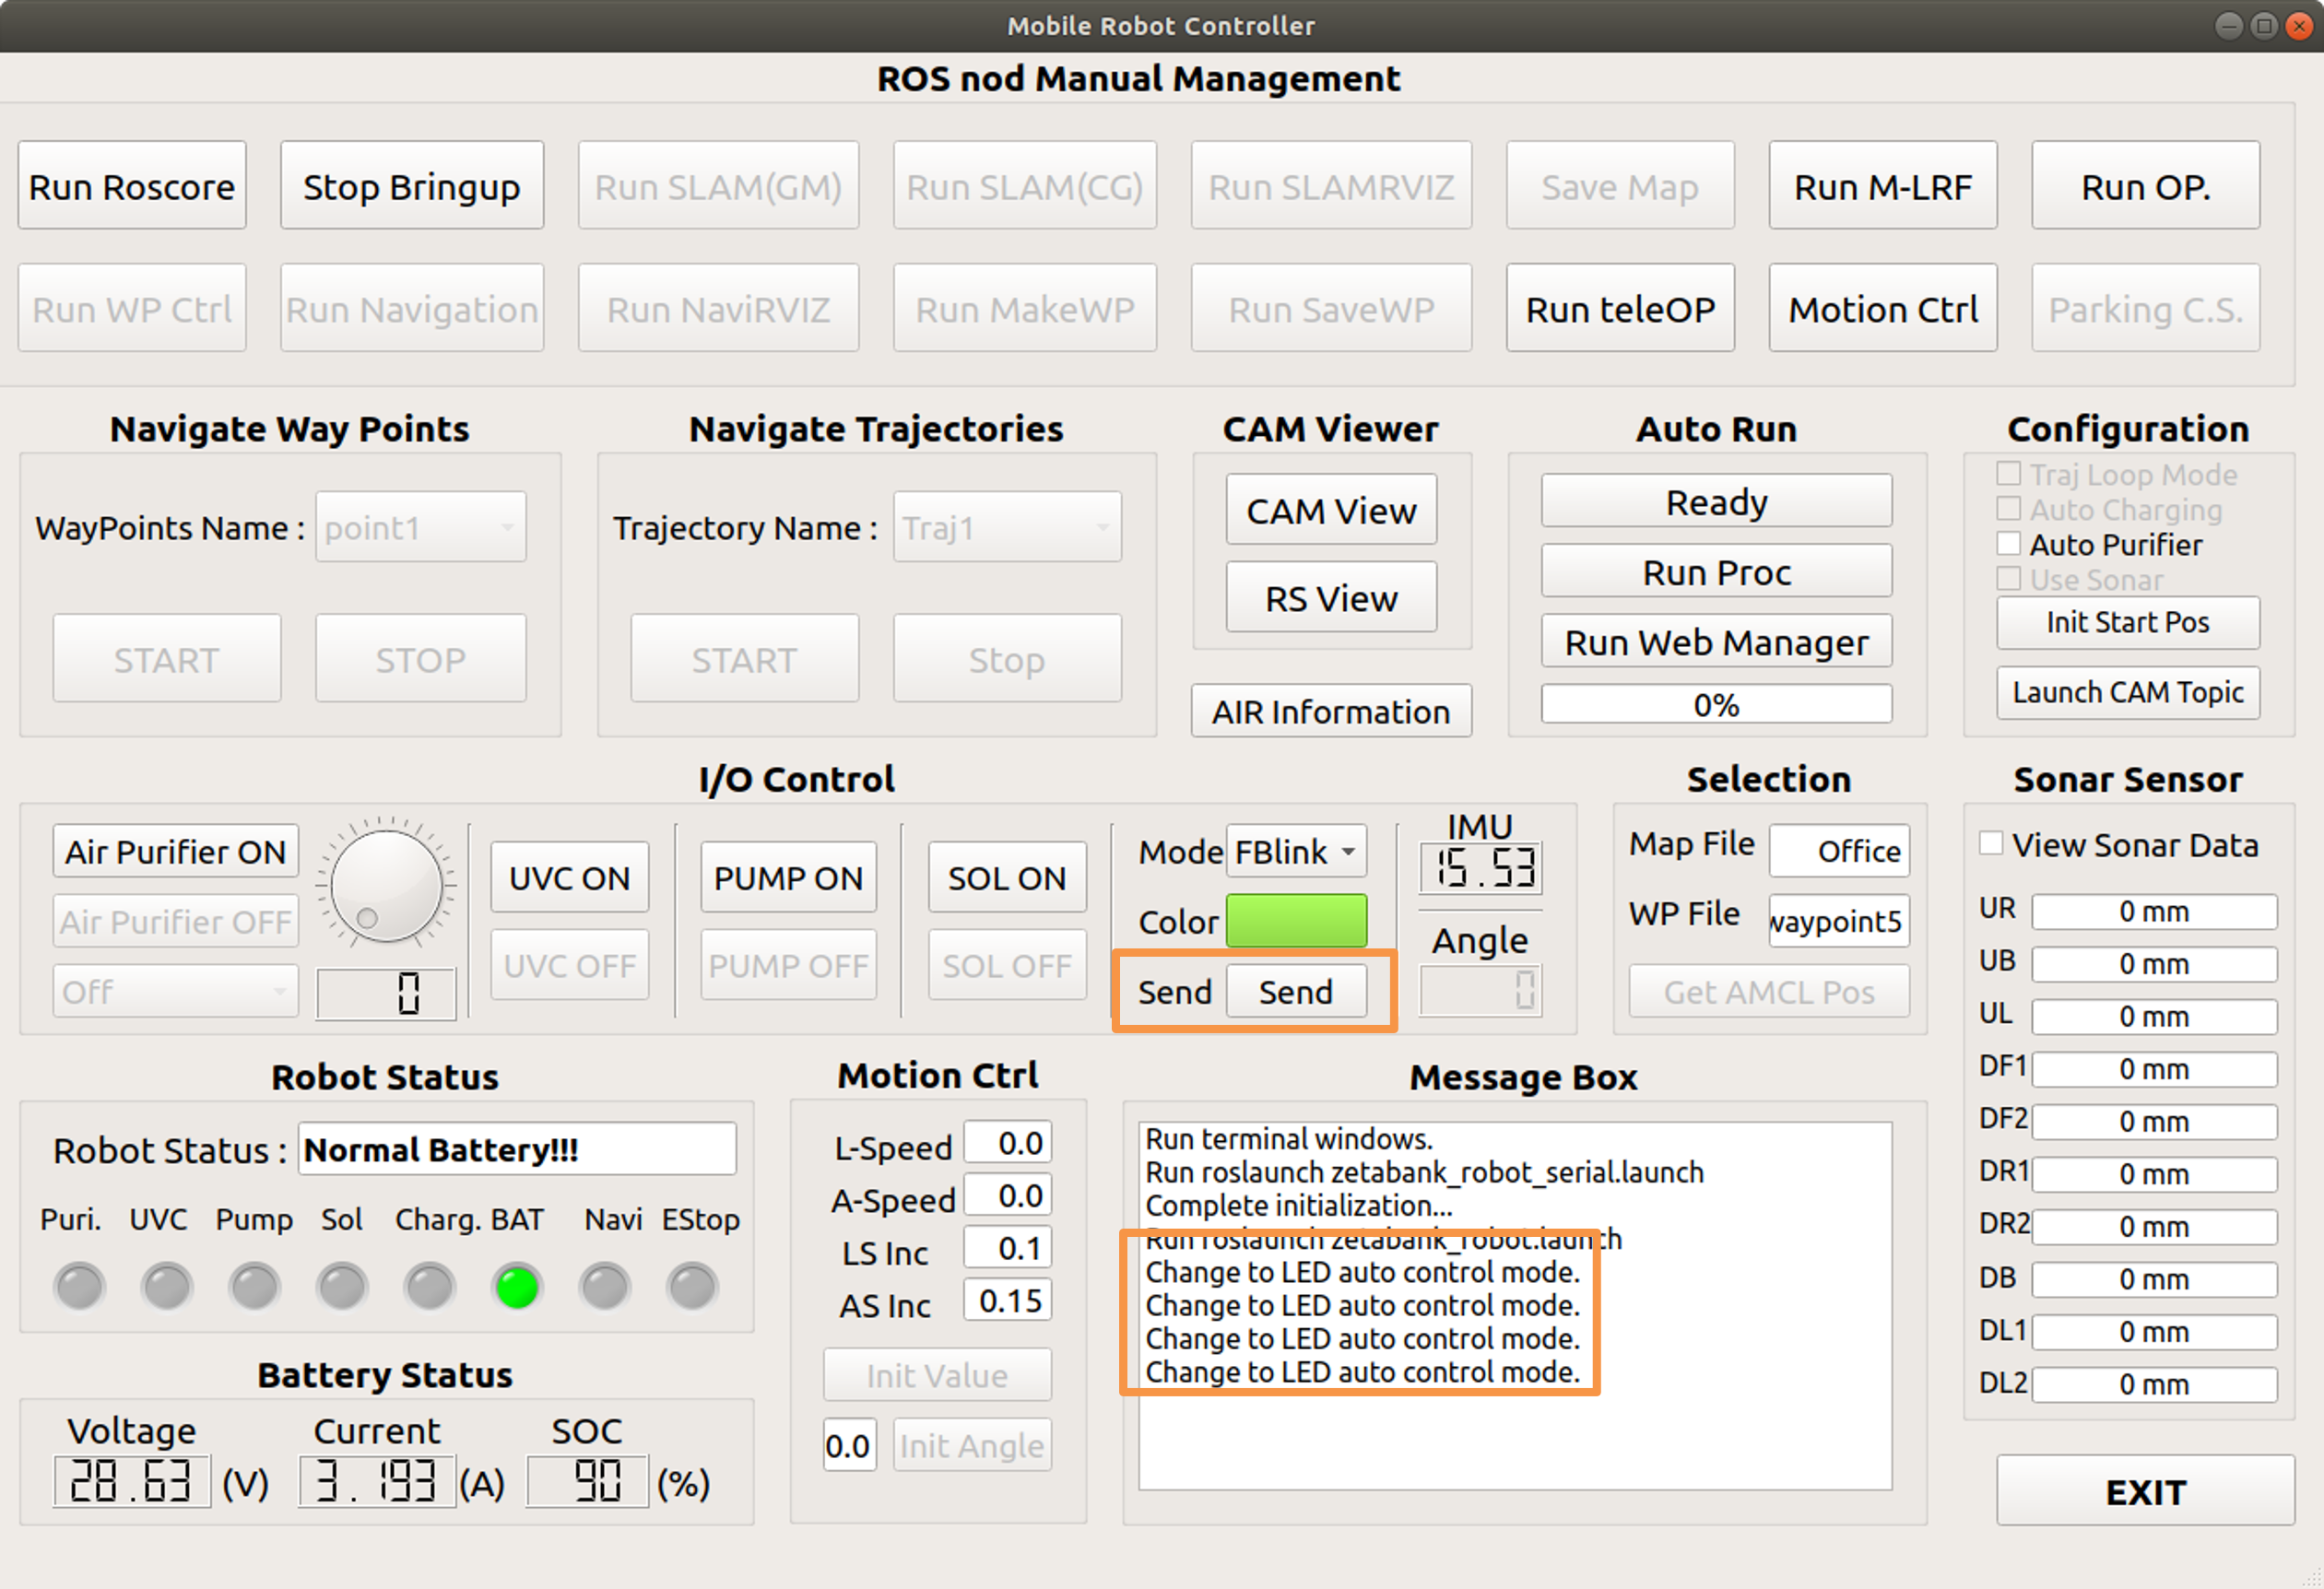 Mobile Robot Controller
ROS nod Manual Management
Run Roscore Stop Bringup Run SLAM(GM) Run SLAM(CG) Run SLAMRVIZ Save Map Run M-LRF Run OP.
Run WP Ctrl Run Navigation Run NaviRVIZ Run MakeWP Run SaveWP Run teleOP Motion Ctrl Parking C.S.
Navigate Way Points
WayPoints Name : point1
START STOP
Navigate Trajectories
Trajectory Name : Traj1
START Stop
CAM Viewer
CAM View
RS View
AIR Information
Auto Run
Ready
Run Proc
Run Web Manager
0%
Configuration
Traj Loop Mode
Auto Charging
Auto Purifier
Use Sonar
Init Start Pos
Launch CAM Topic
I/O Control
Air Purifier ON
Air Purifier OFF
Off
0
UVC ON
UVC OFF
PUMP ON
PUMP OFF
SOL ON
SOL OFF
Mode FBlink
Color
Send Send
IMU
15.53
Angle
0
Selection
Map File Office
WP File waypoint5
Get AMCL Pos
Sonar Sensor
View Sonar Data
UR 0 mm
UB 0 mm
UL 0 mm
DF1 0 mm
DF2 0 mm
DR1 0 mm
DR2 0 mm
DB 0 mm
DL1 0 mm
DL2 0 mm
Robot Status
Robot Status : Normal Battery!!!
Puri. UVC Pump Sol Charg. BAT Navi EStop
Battery Status
Voltage Current SOC
28.63 (V) 3.193 (A) 90 (%)
Motion Ctrl
L-Speed 0.0
A-Speed 0.0
LS Inc 0.1
AS Inc 0.15
Init Value
0.0 Init Angle
Message Box
Run terminal windows.
Run roslaunch zetabank_robot_serial.launch
Complete initialization...
Run roslaunch zetabank_robot.launch
Change to LED auto control mode.
Change to LED auto control mode.
Change to LED auto control mode.
Change to LED auto control mode.
EXIT